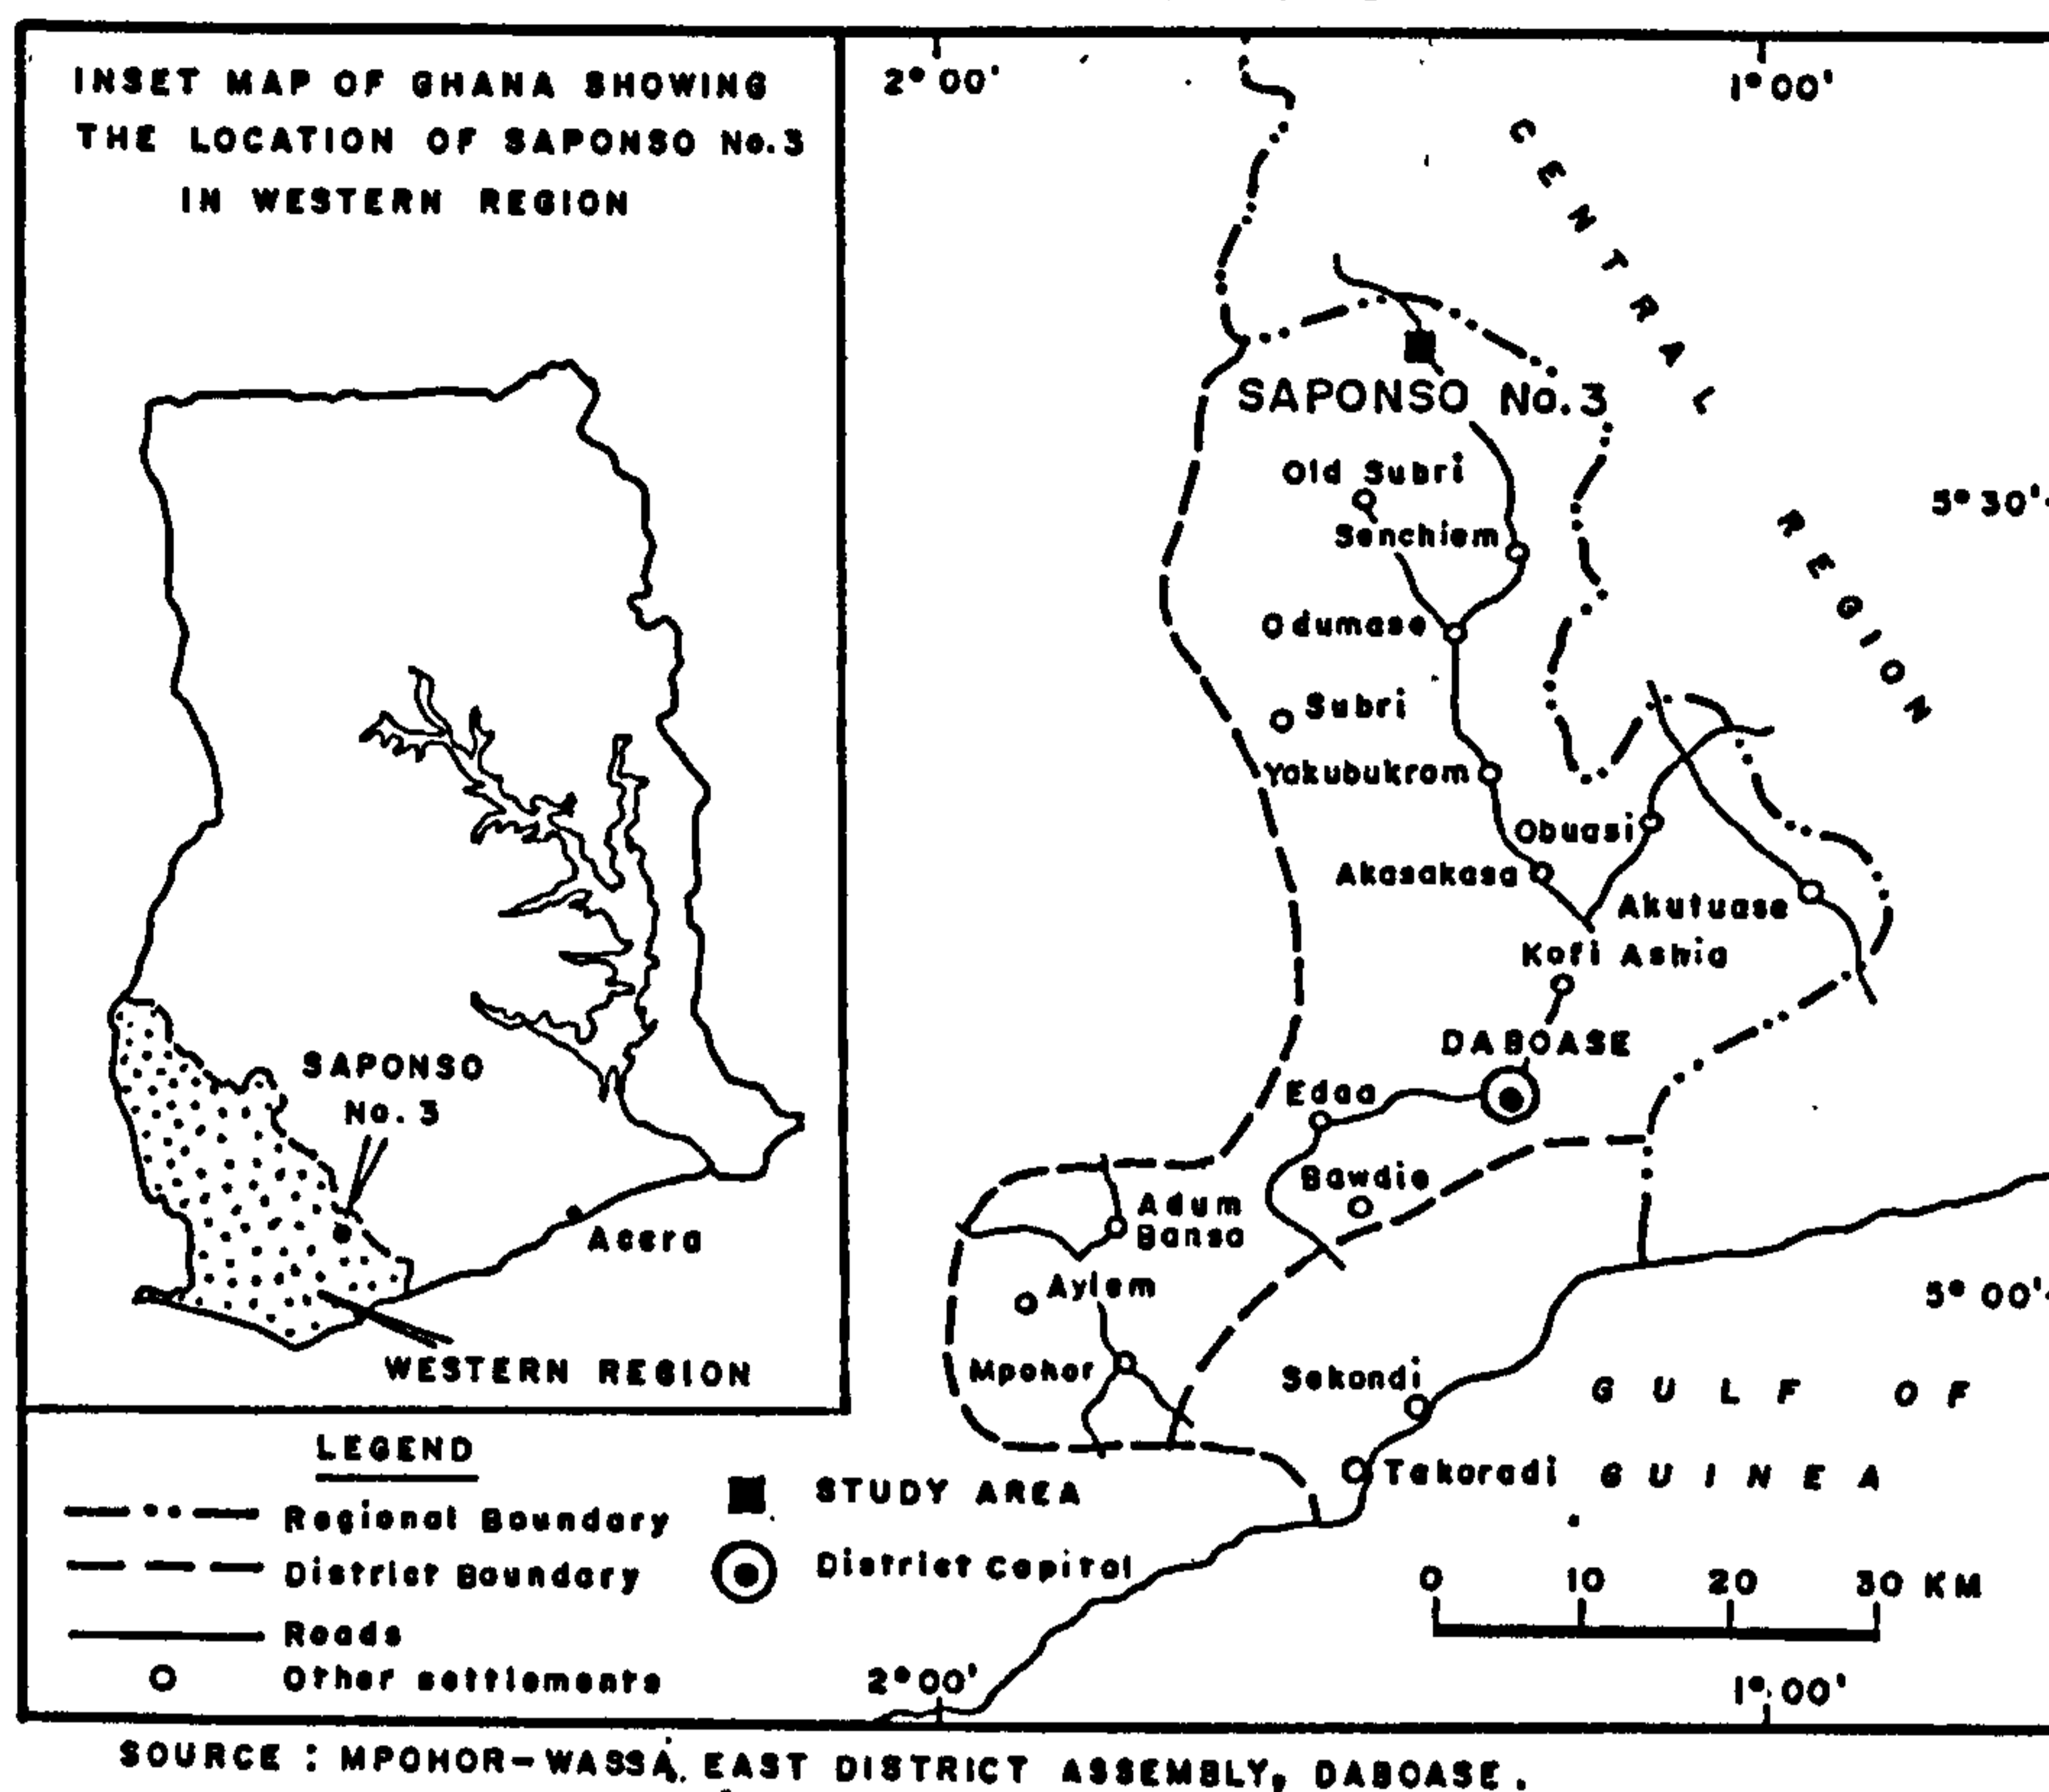 INSET MAP OF GHANA SHOWING
THE LOCATION OF SAPONSO No.3
IN WESTERN REGION
SAPONSO
No. 3
Accra
WESTERN REGION
2° 00'
1° 00'
CENTRAL
REGION
SAPONSO No.3
Old Subri
5° 30'
Senchiem
Odumase
Subri
Yakubukrom
Obuasi
Akasakasa
Akutuase
Kofi Ashia
DABOASE
Edaa
Bawdie
Adum
Banso
Aylem
5° 00'
Mpohor
Sekondi
GULF OF
Takoradi
GUINEA
LEGEND
Regional Boundary
District Boundary
Roads
Other settlements
STUDY AREA
District Capital
0 10 20 30 KM
2° 00'
1° 00'
SOURCE : MPOHOR-WASSA. EAST DISTRICT ASSEMBLY, DABOASE.